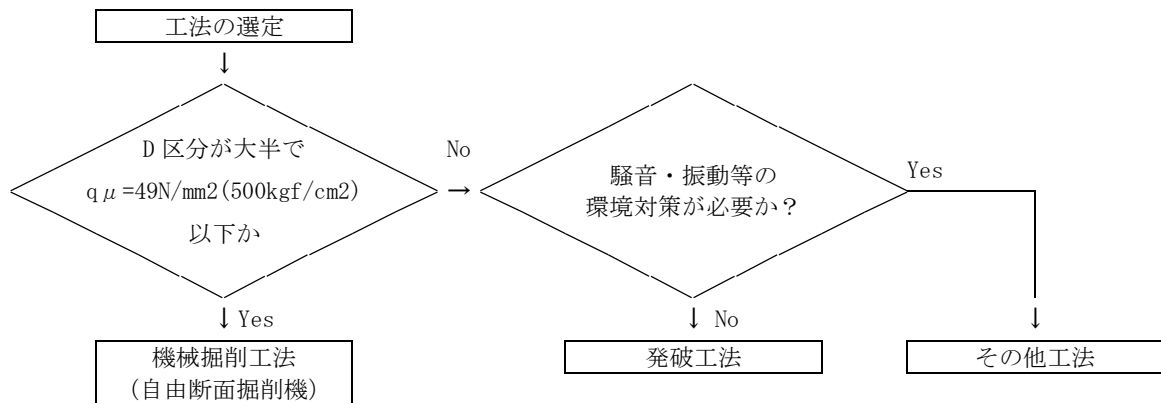 工法の選定
↓
D 区分が大半で
qμ=49N/mm2(500kgf/cm2)
以下か
No
→
騒音・振動等の
環境対策が必要か？
Yes
↓ Yes
↓ No
↓
機械掘削工法
(自由断面掘削機)
発破工法
その他工法